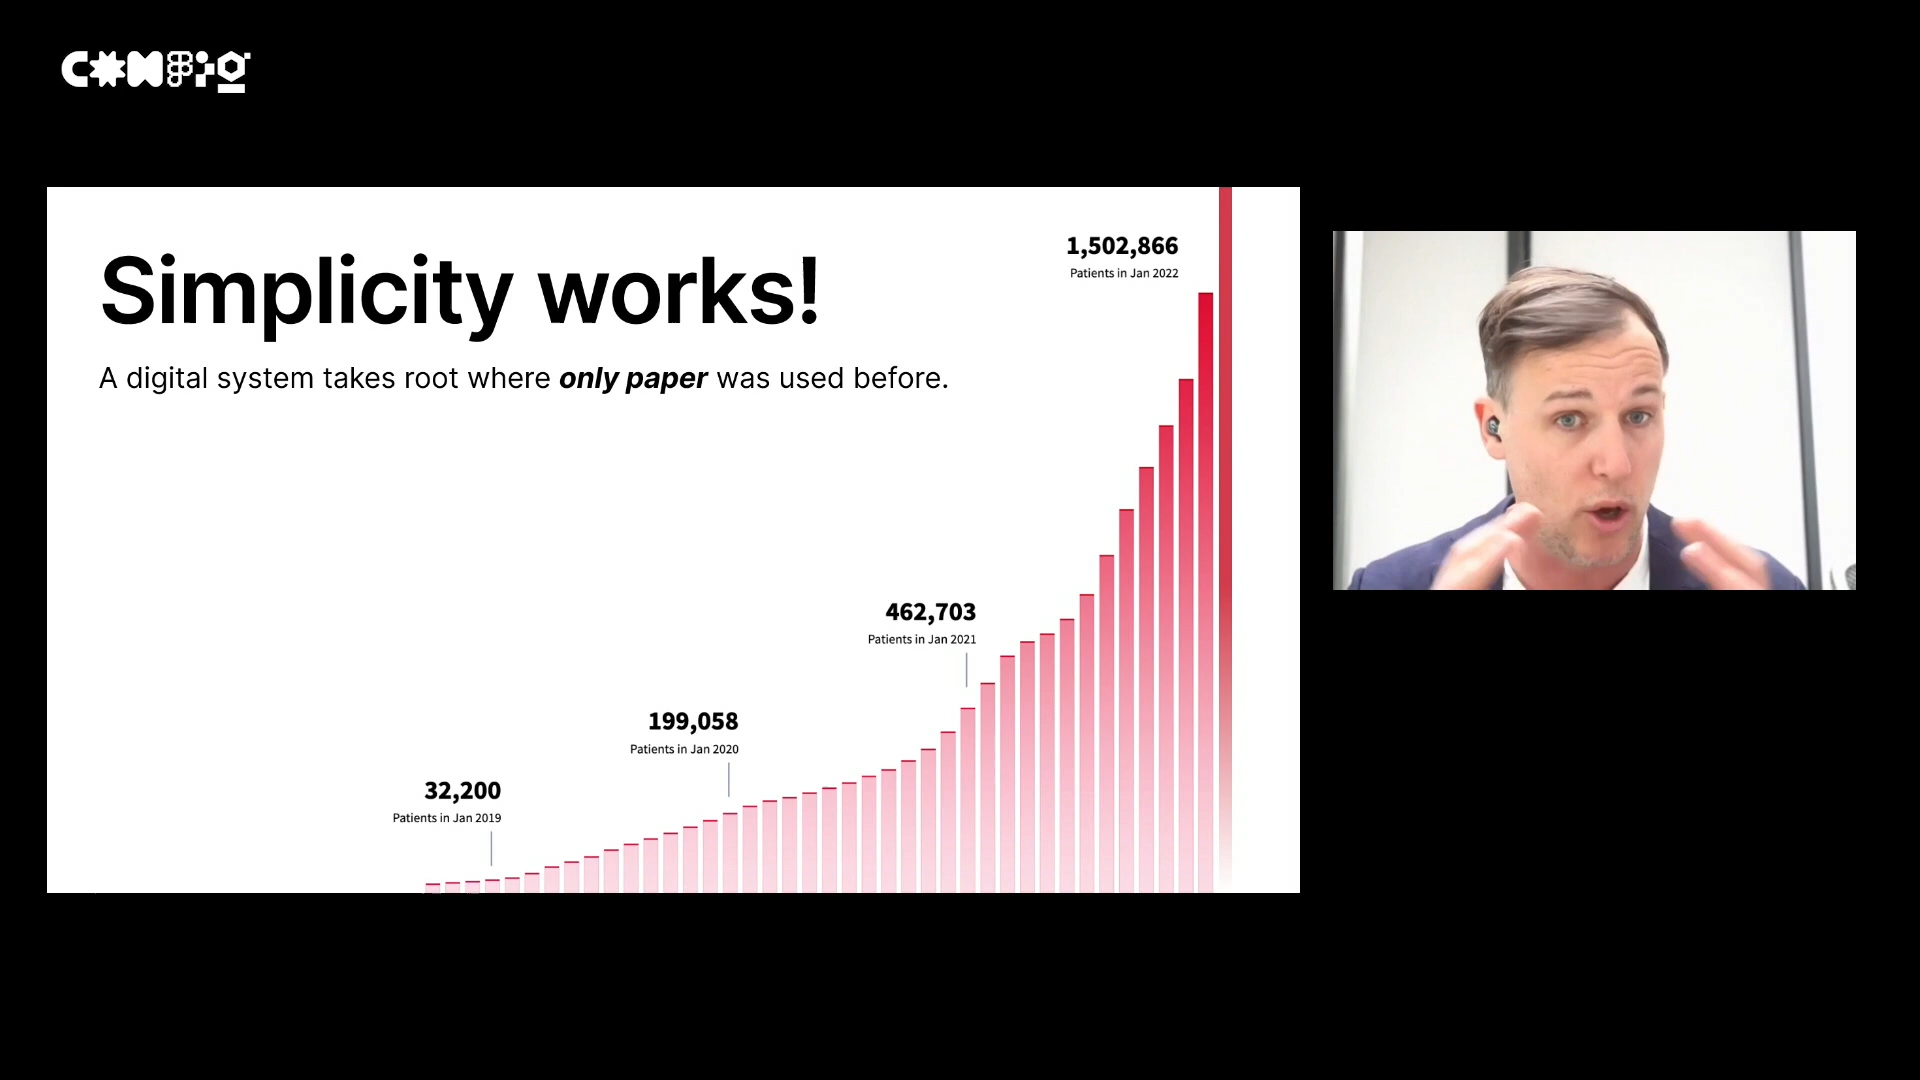 CONFIG
Simplicity works!
A digital system takes root where only paper was used before.
1,502,866
Patients in Jan 2022
462,703
Patients in Jan 2021
199,058
Patients in Jan 2020
32,200
Patients in Jan 2019